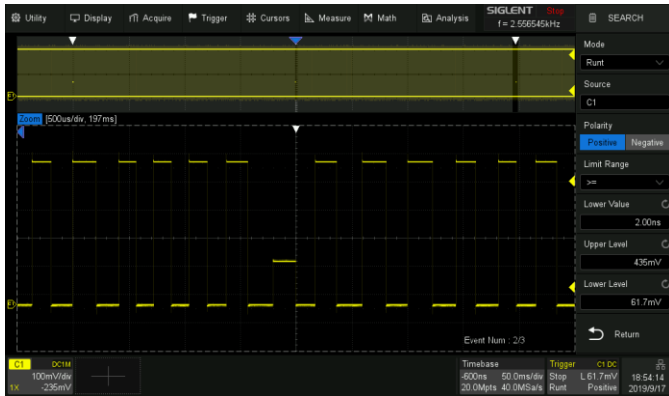 Utility Display Acquire Trigger Cursors Measure Math Analysis
SIGLENT Stop
f = 2.556545kHz
SEARCH
Mode
Runt
Source
C1
Zoom [500us/div, 197ms]
Polarity
Positive Negative
Limit Range
>=
Lower Value
2.00ns
Upper Level
435mV
Lower Level
61.7mV
Event Num : 2/3
Return
C1 DC1M
100mV/div
1X -235mV
Timebase
-600ns 50.0ms/div
20.0Mpts 40.0MSa/s
Trigger C1 DC
Stop L 61.7mV
Runt Positive
18:54:14
2019/9/17